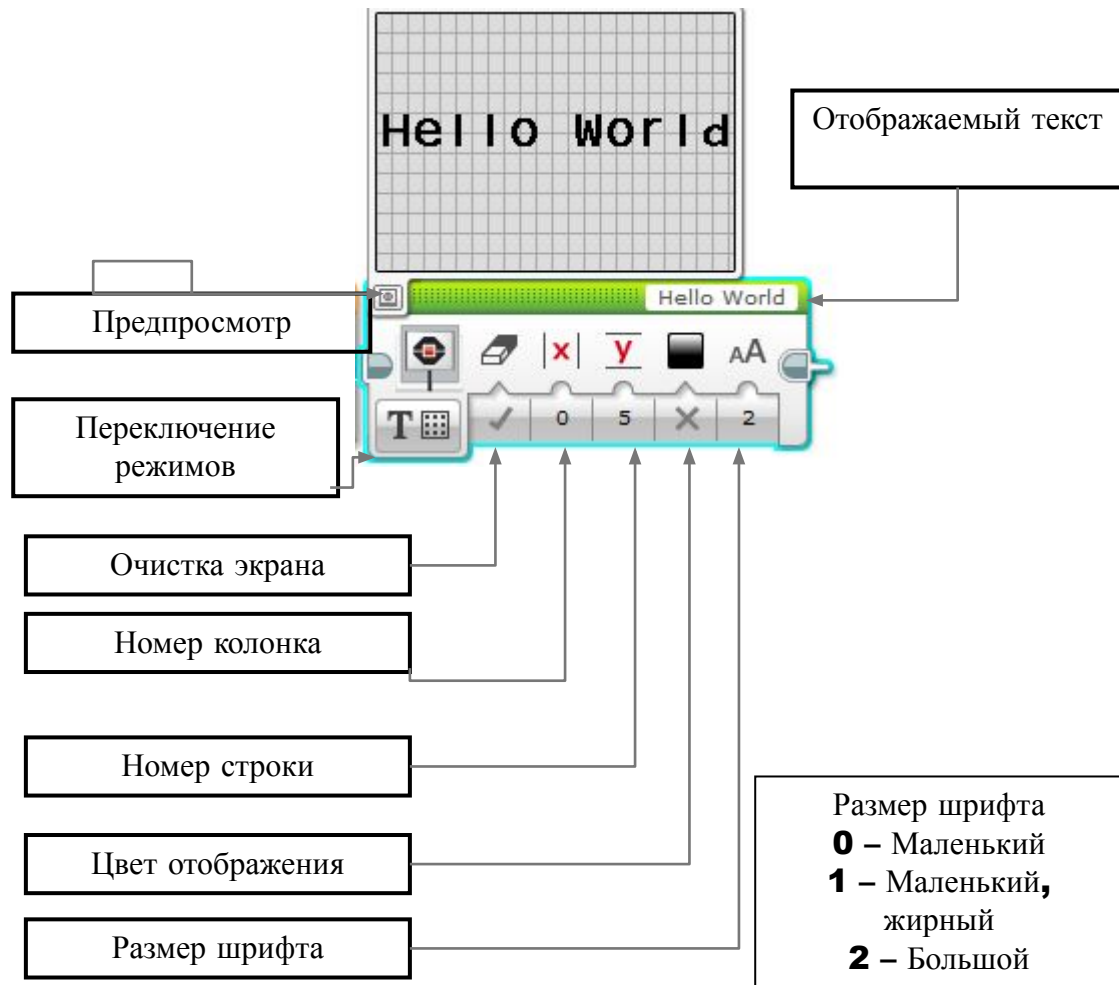 Hello World
Отображаемый текст
Hello World
Предпросмотр
x
y
AA
Переключение
режимов
T
0
5
2
Очистка экрана
Номер колонка
Номер строки
Цвет отображения
Размер шрифта
Размер шрифта
0 – Маленький
1 – Маленький,
жирный
2 – Большой